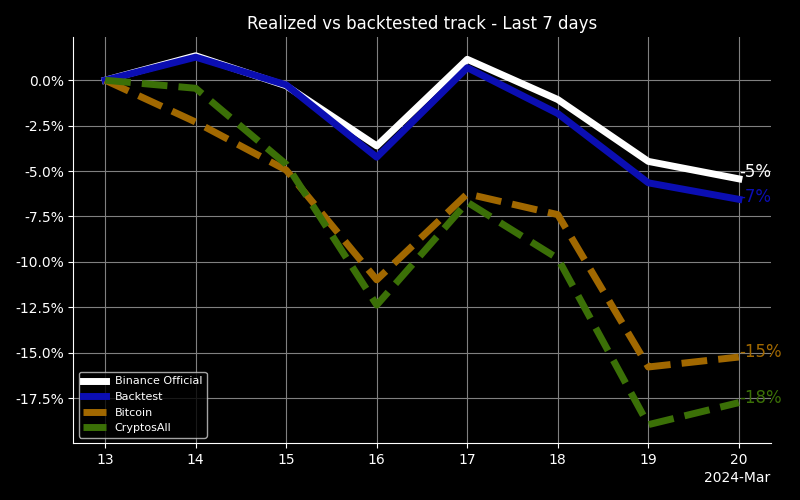 Realized vs backtested track - Last 7 days
0.0%
-2.5%
-5.0%
-7.5%
-10.0%
-12.5%
-15.0%
-17.5%
-5%
-7%
-15%
-18%
Binance Official
Backtest
Bitcoin
CryptosAll
13 14 15 16 17 18 19 20
2024-Mar